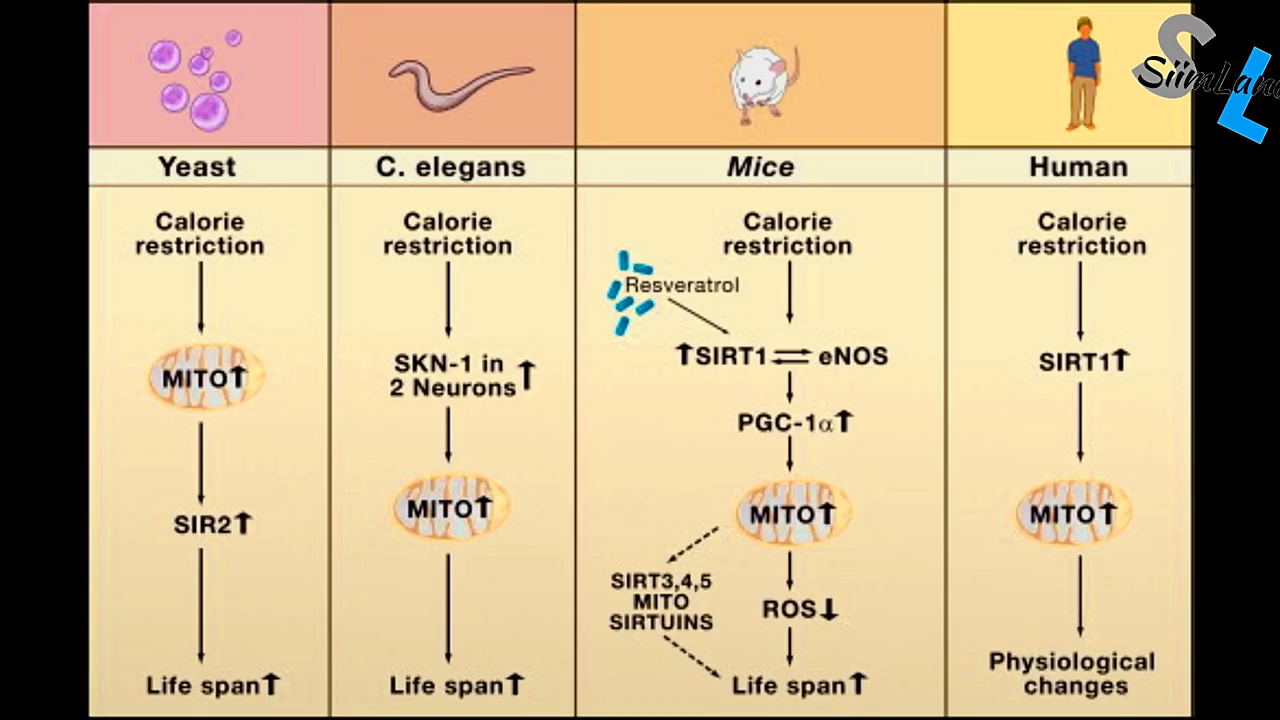 Siim Land
Yeast
C. elegans
Mice
Human
Calorie
restriction
MITO↑
SIR2↑
Life span↑
Calorie
restriction
SKN-1 in
2 Neurons↑
MITO↑
Life span↑
Calorie
restriction
Resveratrol
↑SIRT1⇌eNOS
PGC-1α↑
MITO↑
SIRT3,4,5
MITO
SIRTUINS
ROS↓
Life span↑
Calorie
restriction
SIRT1↑
MITO↑
Physiological
changes